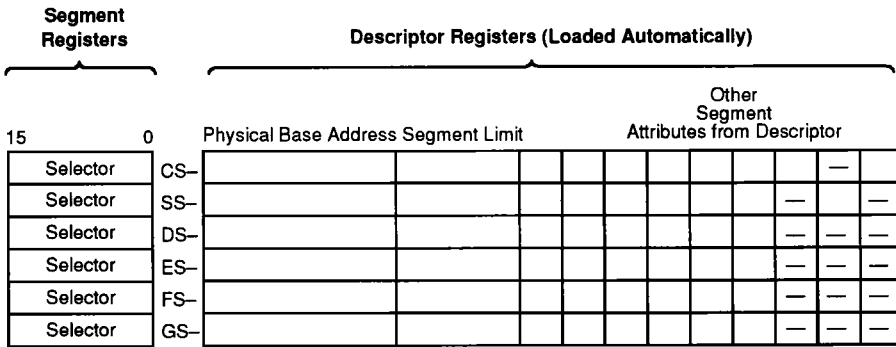 Segment
Registers
Descriptor Registers (Loaded Automatically)
Other
Segment
15 0 Physical Base Address Segment Limit Attributes from Descriptor
Selector CS– —
Selector SS– — —
Selector DS– — — —
Selector ES– — — —
Selector FS– — — —
Selector GS– — — —